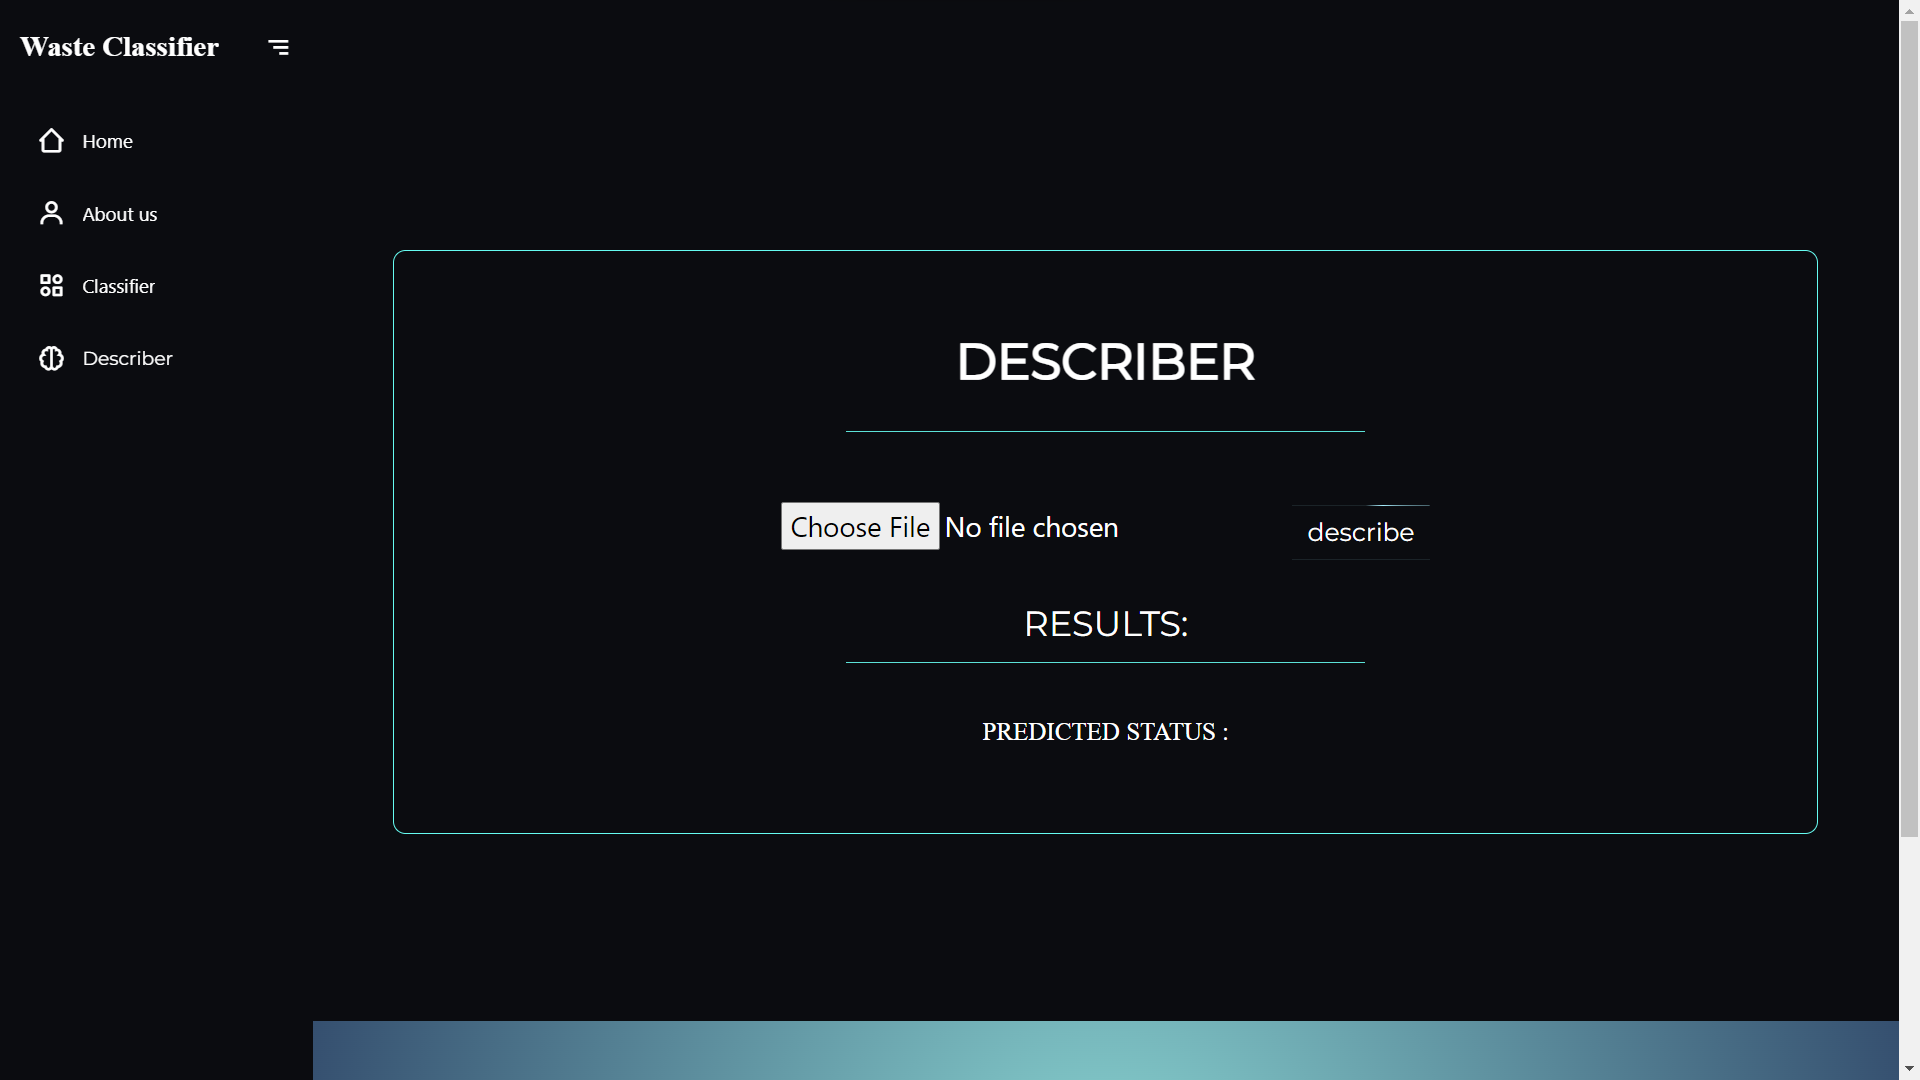 Waste Classifier
Home
About us
Classifier
Describer
DESCRIBER
Choose File No file chosen
describe
RESULTS:
PREDICTED STATUS :